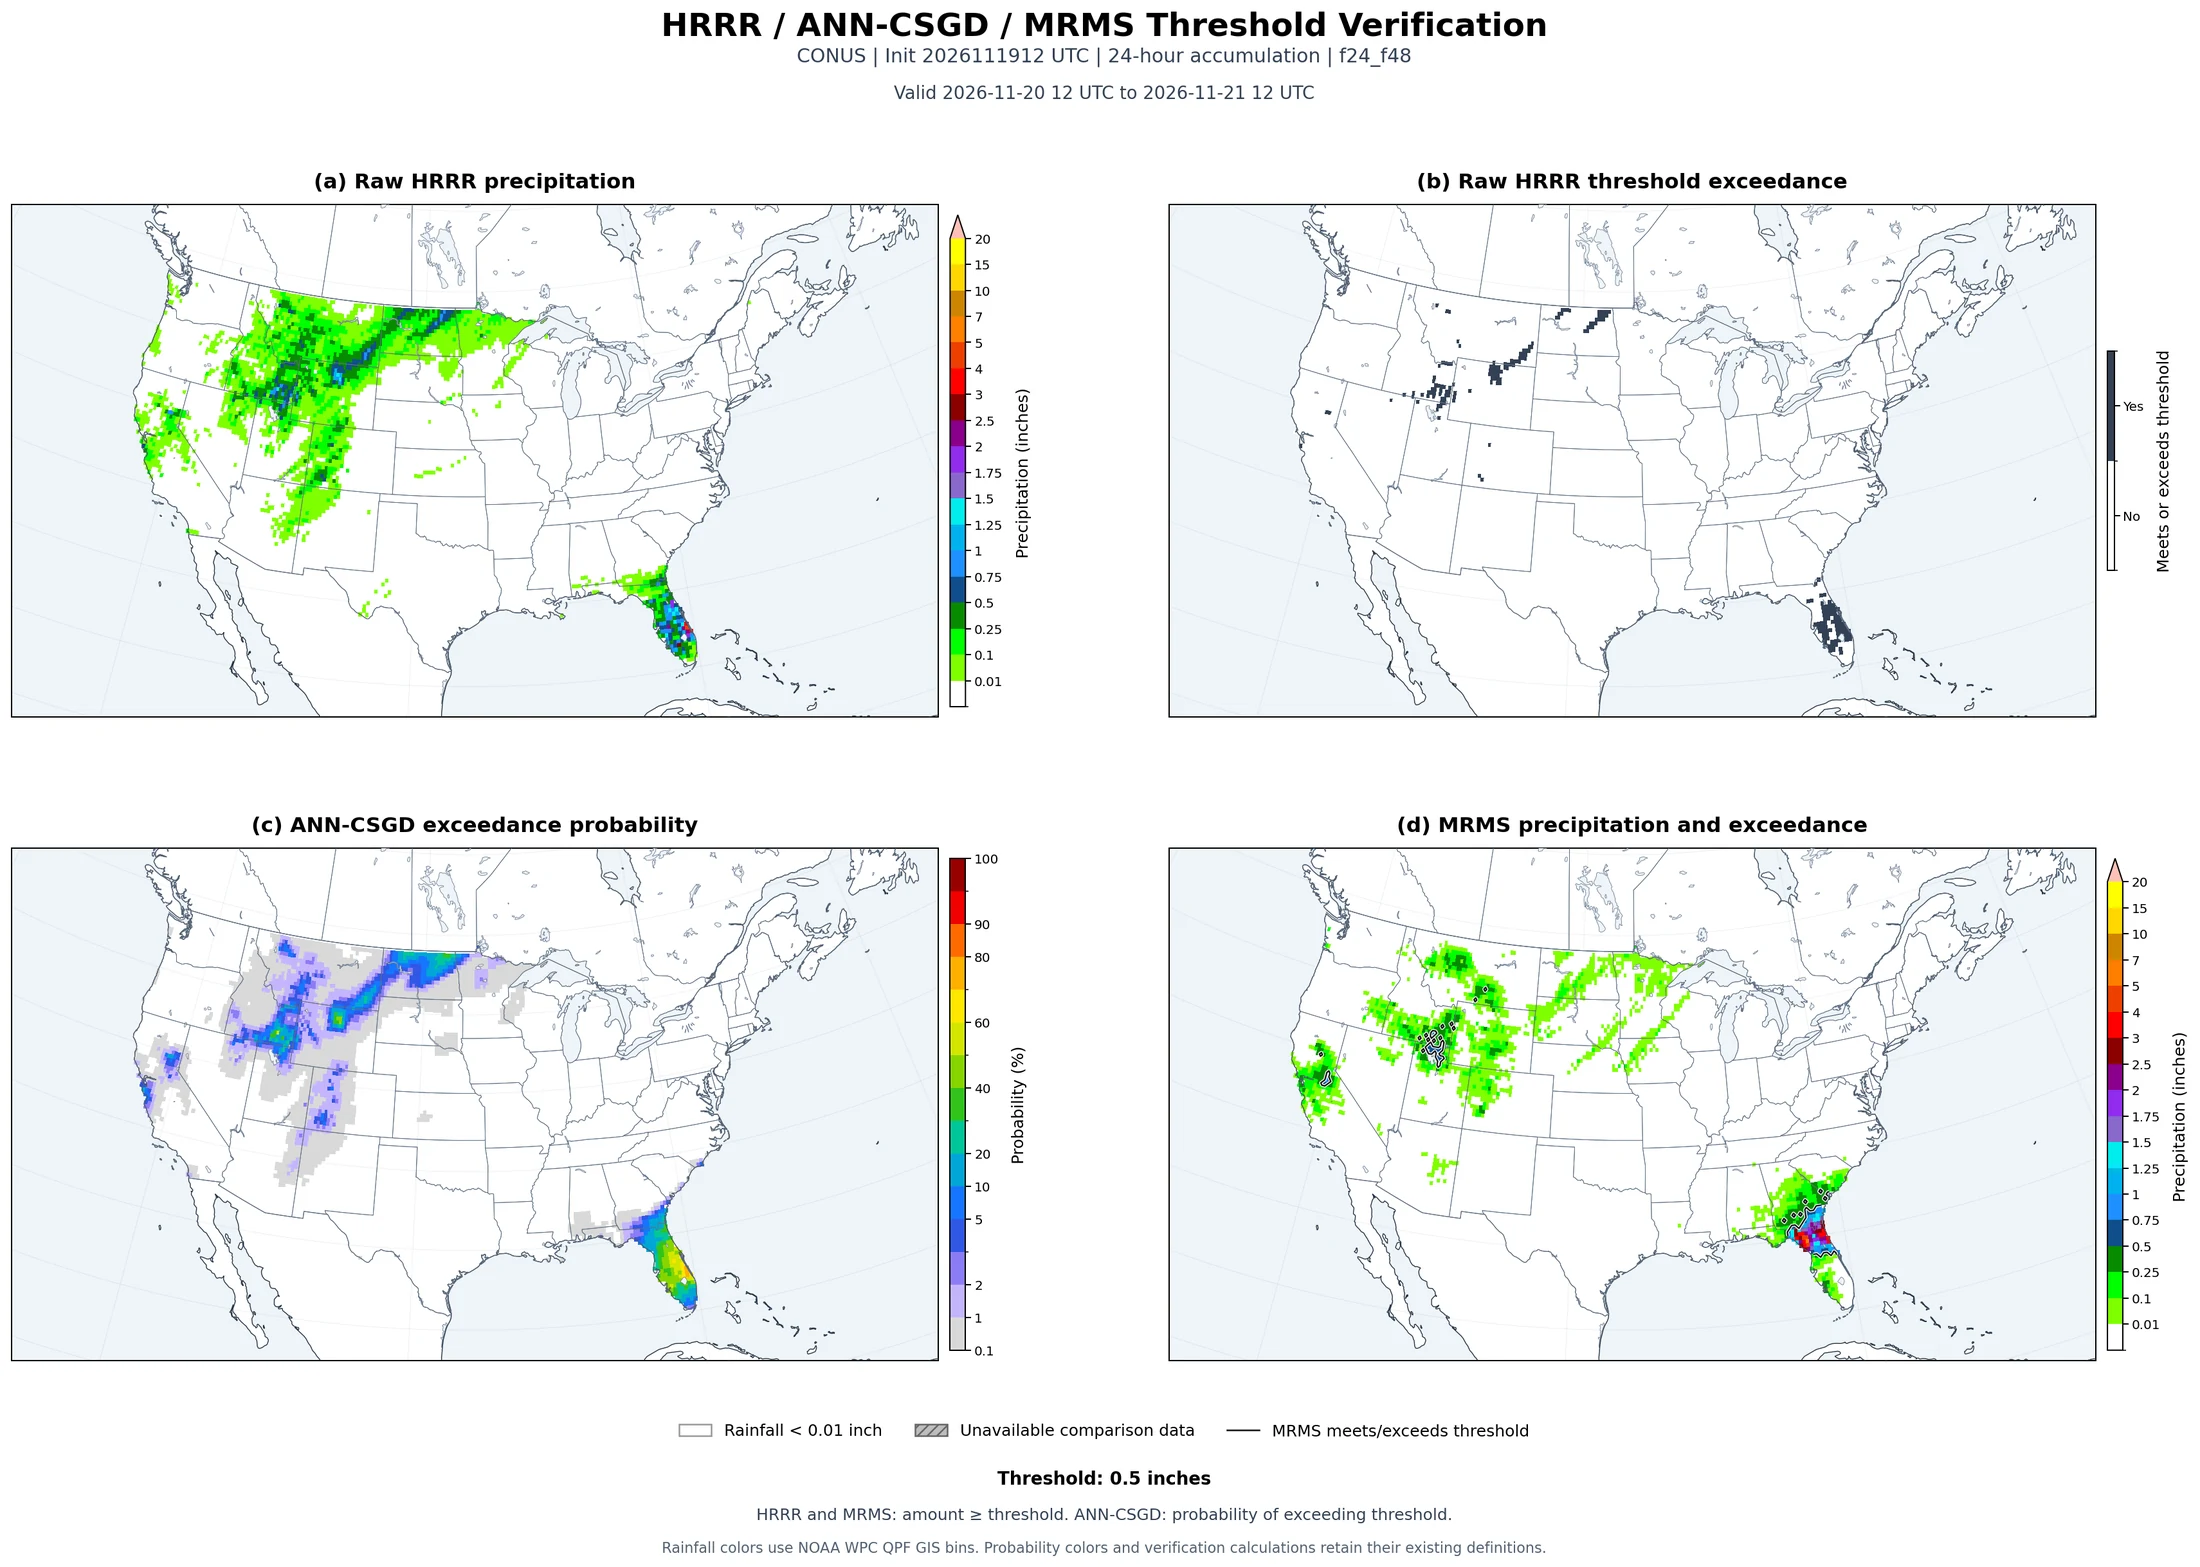 HRRR / ANN-CSGD / MRMS Threshold Verification
CONUS | Init 2026111912 UTC | 24-hour accumulation | f24_f48
Valid 2026-11-20 12 UTC to 2026-11-21 12 UTC
(a) Raw HRRR precipitation
20
15
10
7
5
4
3
2.5
2
1.75
1.5
1.25
1
0.75
0.5
0.25
0.1
0.01
Precipitation (inches)
(b) Raw HRRR threshold exceedance
Yes
No
Meets or exceeds threshold
(c) ANN-CSGD exceedance probability
100
90
80
60
40
20
10
5
2
1
0.1
Probability (%)
(d) MRMS precipitation and exceedance
20
15
10
7
5
4
3
2.5
2
1.75
1.5
1.25
1
0.75
0.5
0.25
0.1
0.01
Precipitation (inches)
Rainfall < 0.01 inch
Unavailable comparison data
MRMS meets/exceeds threshold
Threshold: 0.5 inches
HRRR and MRMS: amount ≥ threshold. ANN-CSGD: probability of exceeding threshold.
Rainfall colors use NOAA WPC QPF GIS bins. Probability colors and verification calculations retain their existing definitions.